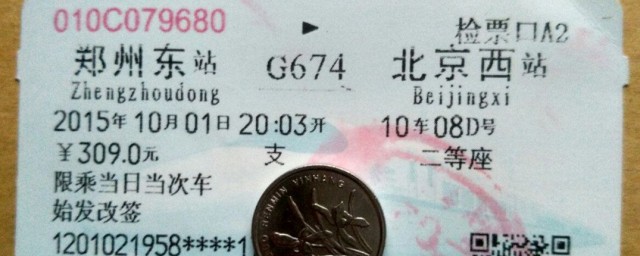 010C079680
检票口A2
郑州东站 G674 北京西站
Zhengzhoudong Beijingxi
2015年10月01日 20:03开 10车08D号
￥309.0元 支 二等座
限乘当日当次车
始发改签
1201021958****1
RENMIN YINHANG